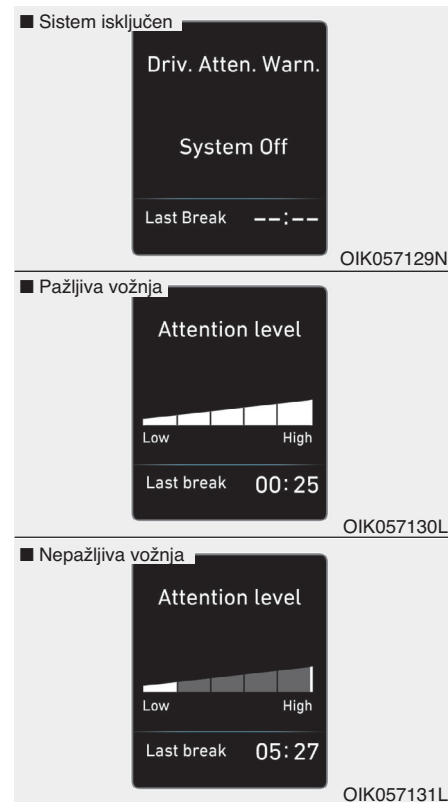 ■ Sistem isključen
Driv. Atten. Warn.
System Off
Last Break --:--
OIK057129N
■ Pažljiva vožnja
Attention level
Low High
Last break 00:25
OIK057130L
■ Nepažljiva vožnja
Attention level
Low High
Last break 05:27
OIK057131L